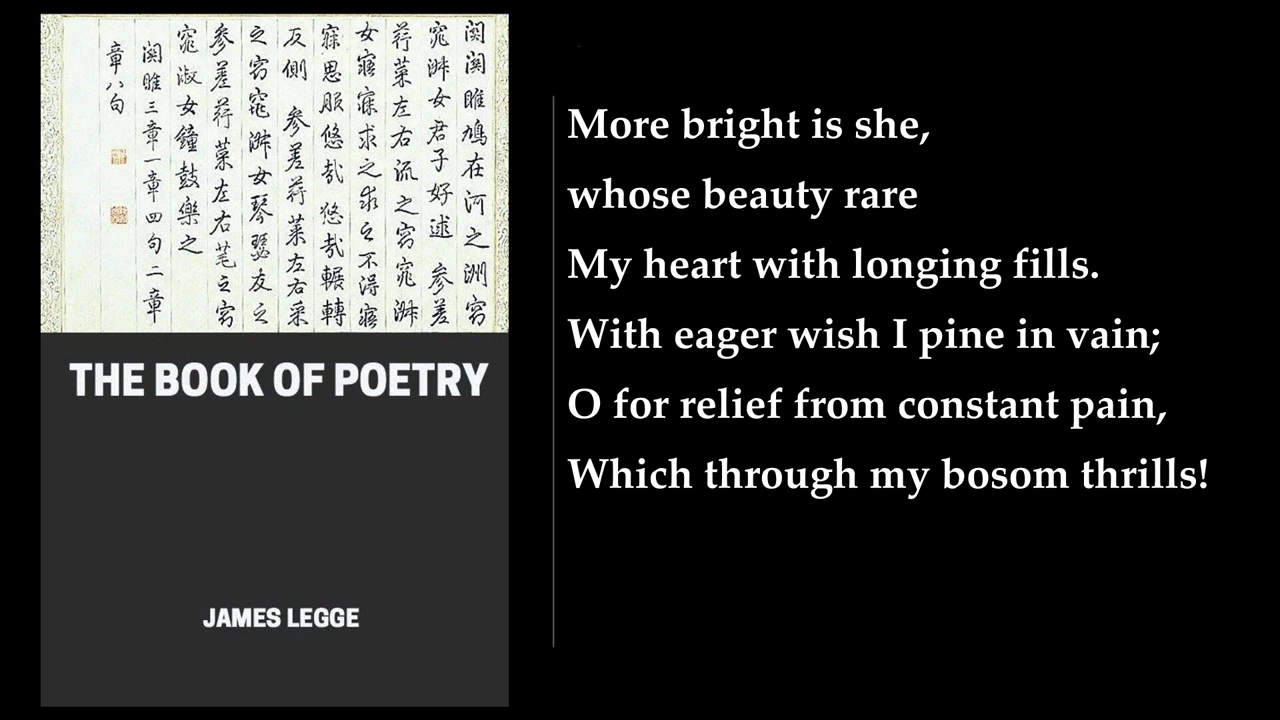 関関雎鳩在河之洲窈
窕淑女君子好逑 參差
荇菜左右流之窈窕淑
女寤寐求之求之不得寤
寐思服悠哉悠哉輾轉
反側 參差荇菜左右采
之窈窕淑女琴瑟友之
參差荇菜左右芼之窈
窕淑女鐘鼓樂之
関雎三章一章四句二章
章八句
THE BOOK OF POETRY
JAMES LEGGE
More bright is she,
whose beauty rare
My heart with longing fills.
With eager wish I pine in vain;
O for relief from constant pain,
Which through my bosom thrills!